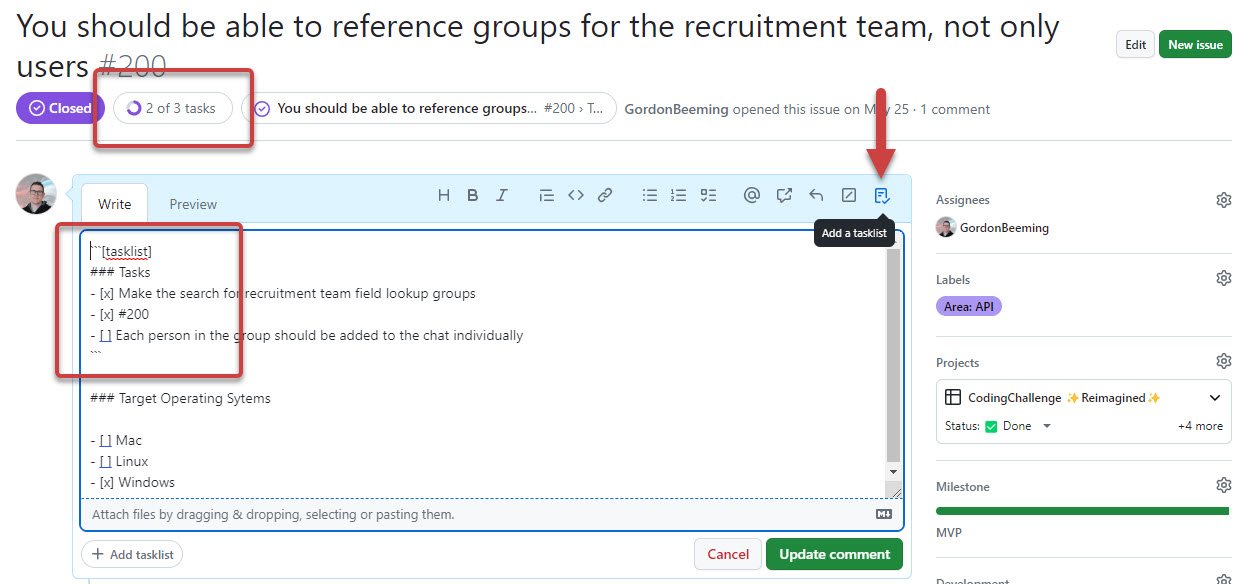 You should be able to reference groups for the recruitment team, not only
users #200
Edit
New issue
Closed
2 of 3 tasks
You should be able to reference groups... #200 › T...
GordonBeeming opened this issue on May 25 · 1 comment
Write
Preview
H B I
Add a tasklist
```[tasklist]
### Tasks
- [x] Make the search for recruitment team field lookup groups
- [x] #200
- [ ] Each person in the group should be added to the chat individually
```
### Target Operating Sytems
- [ ] Mac
- [ ] Linux
- [x] Windows
Attach files by dragging & dropping, selecting or pasting them.
Add tasklist
Cancel
Update comment
Assignees
GordonBeeming
Labels
Area: API
Projects
CodingChallenge ✨Reimagined✨
Status: ✅ Done
+4 more
Milestone
MVP
Development